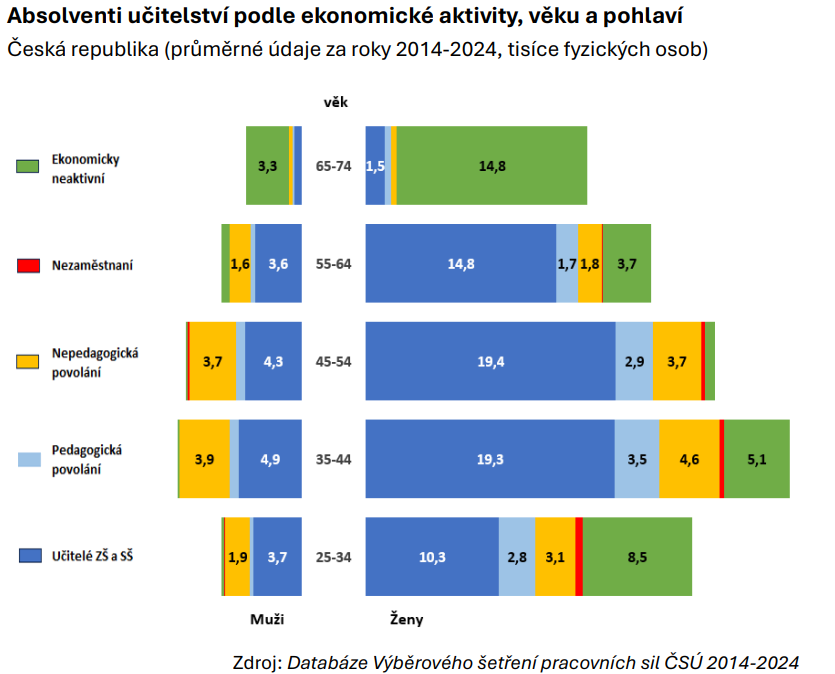 Absolventi učitelství podle ekonomické aktivity, věku a pohlaví
Česká republika (průměrné údaje za roky 2014-2024, tisíce fyzických osob)
věk
Ekonomicky
neaktivní
3,3
65-74
1,5
14,8
Nezaměstnaní
1,6
3,6
55-64
14,8
1,7
1,8
3,7
Nepedagogická
povolání
3,7
4,3
45-54
19,4
2,9
3,7
Pedagogická
povolání
3,9
4,9
35-44
19,3
3,5
4,6
5,1
Učitelé ZŠ a SŠ
1,9
3,7
25-34
10,3
2,8
3,1
8,5
Muži
Ženy
Zdroj: Databáze Výběrového šetření pracovních sil ČSÚ 2014-2024